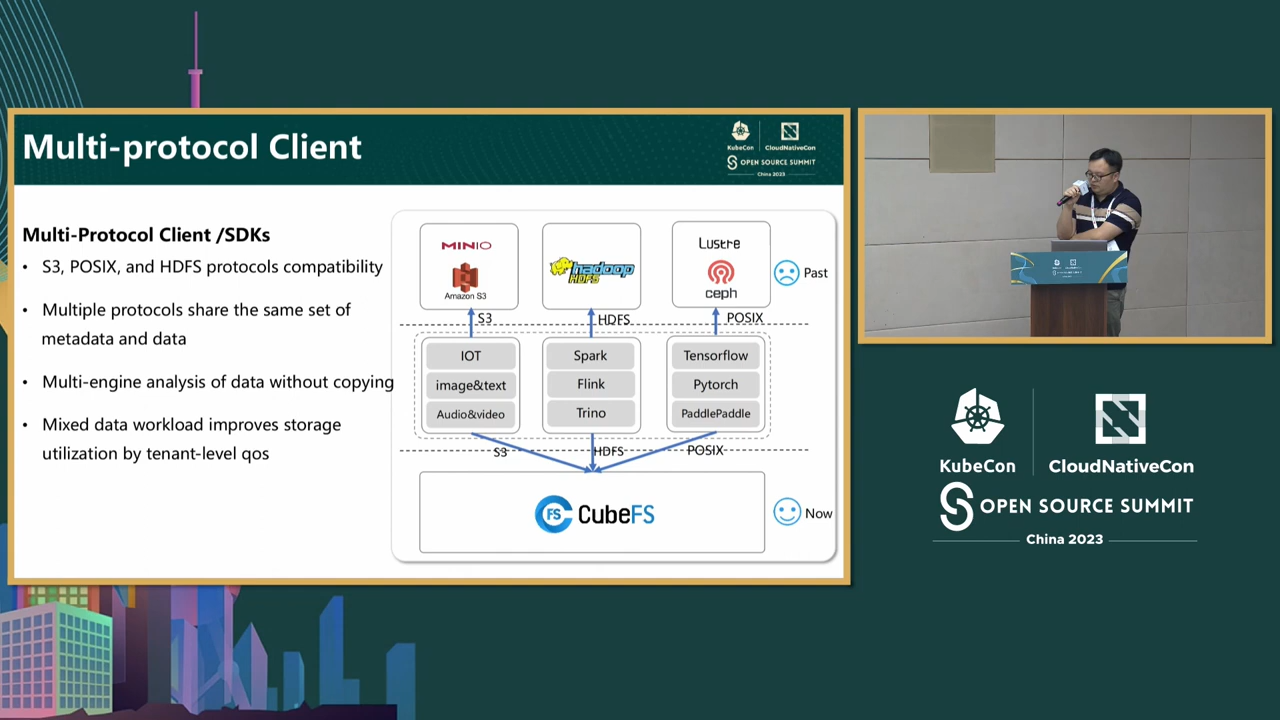 Multi-protocol Client
KubeCon
CloudNativeCon
OPEN SOURCE SUMMIT
China 2023
Multi-Protocol Client /SDKs
• S3, POSIX, and HDFS protocols compatibility
• Multiple protocols share the same set of
metadata and data
• Multi-engine analysis of data without copying
• Mixed data workload improves storage
utilization by tenant-level qos
MINIO
Amazon S3
hadoop
HDFS
Lustre
ceph
Past
S3
HDFS
POSIX
IOT
image&text
Audio&video
Spark
Flink
Trino
Tensorflow
Pytorch
PaddlePaddle
S3
HDFS
POSIX
FS CubeFS
Now
KubeCon
CloudNativeCon
OPEN SOURCE SUMMIT
China 2023